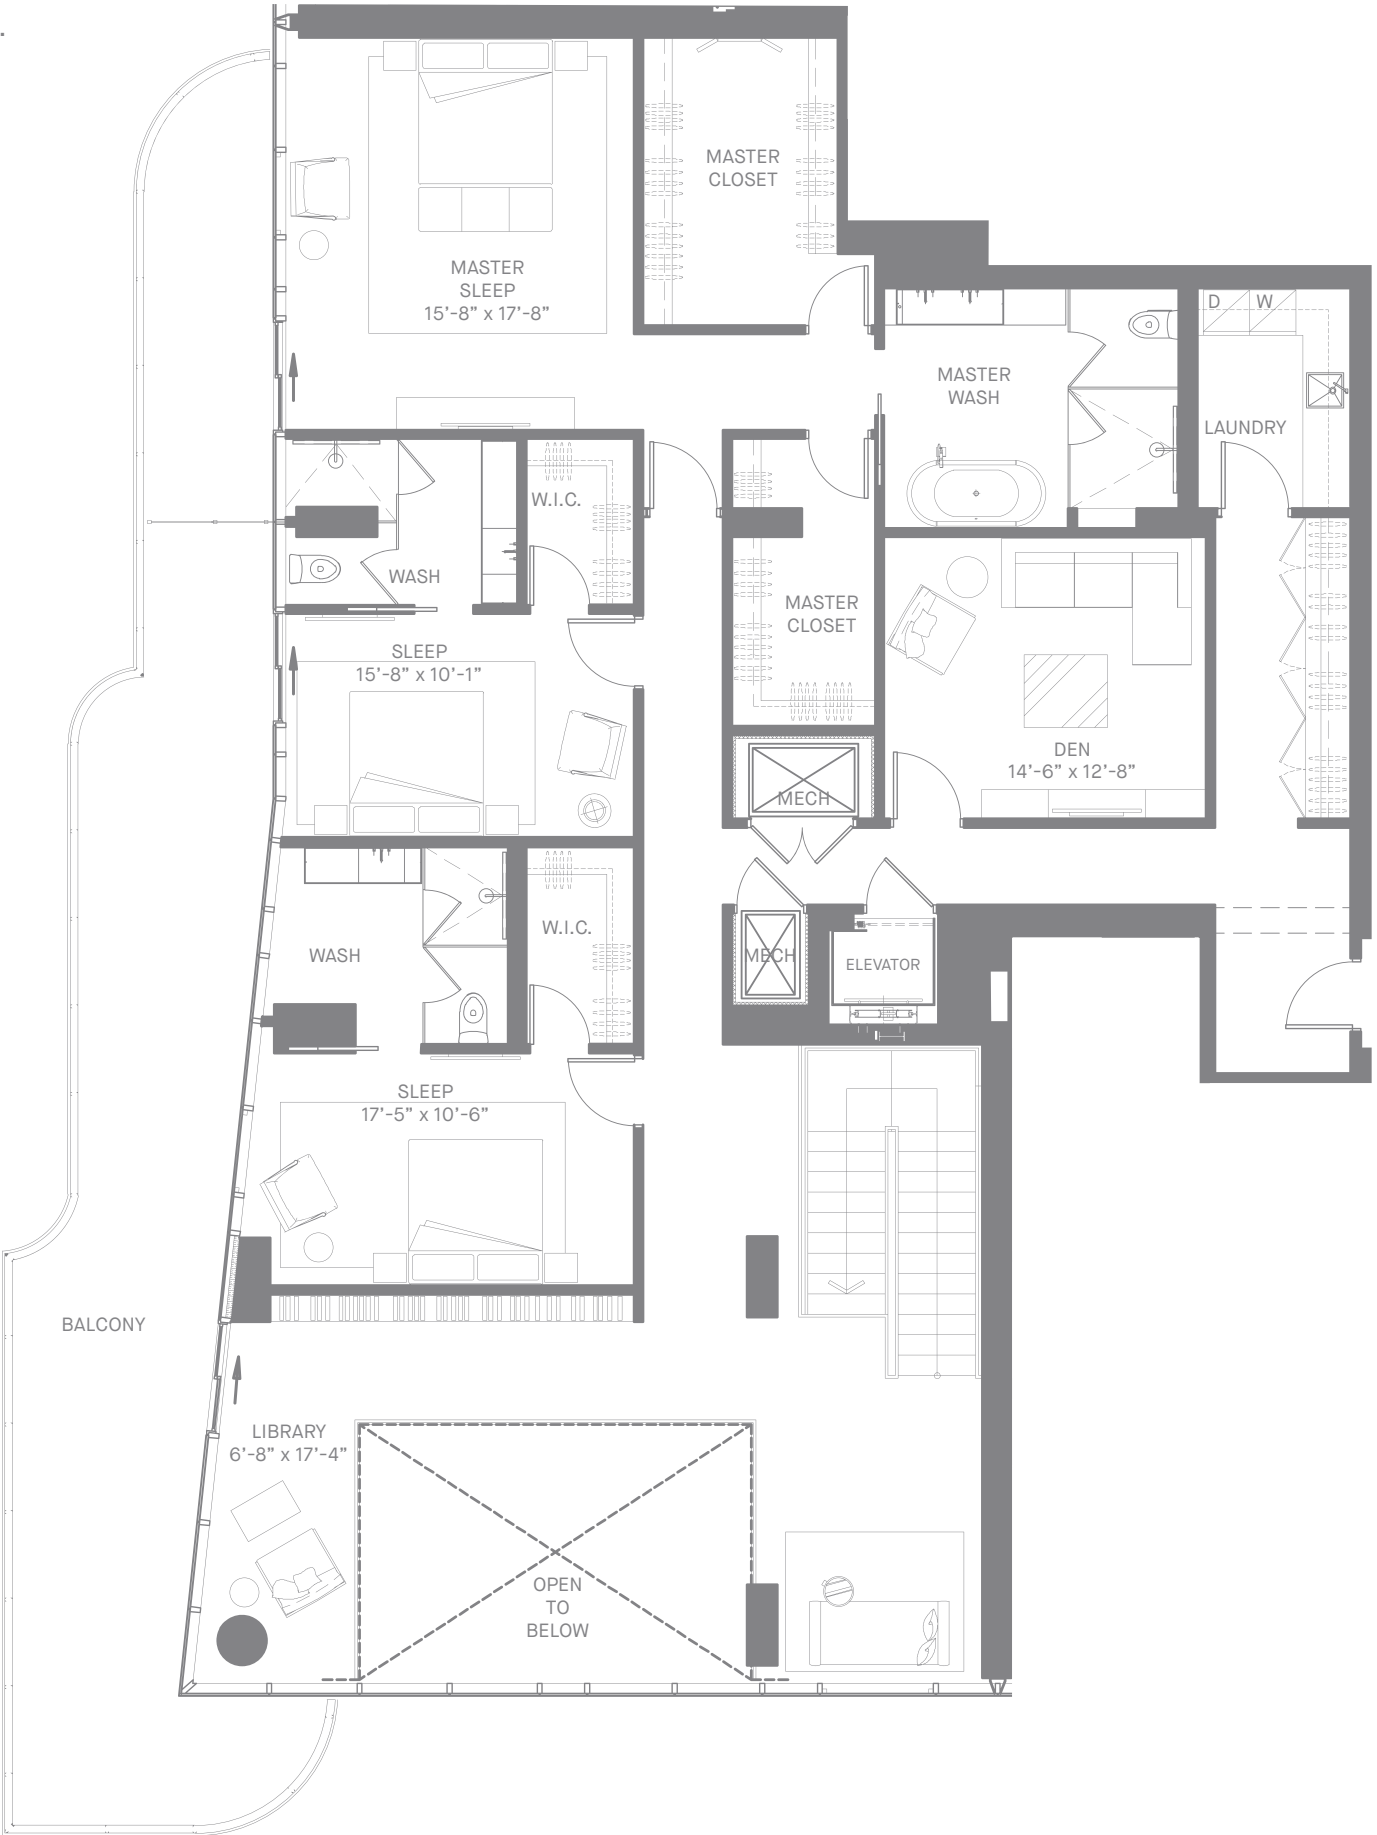 MASTER
CLOSET
MASTER
SLEEP
15’-8” x 17’-8”
D
W
MASTER
WASH
LAUNDRY
W.I.C.
WASH
MASTER
CLOSET
SLEEP
15’-8” x 10’-1”
DEN
14’-6” x 12’-8”
MECH
W.I.C.
WASH
MECH
ELEVATOR
SLEEP
17’-5” x 10’-6”
BALCONY
LIBRARY
6’-8” x 17’-4”
OPEN
TO
BELOW